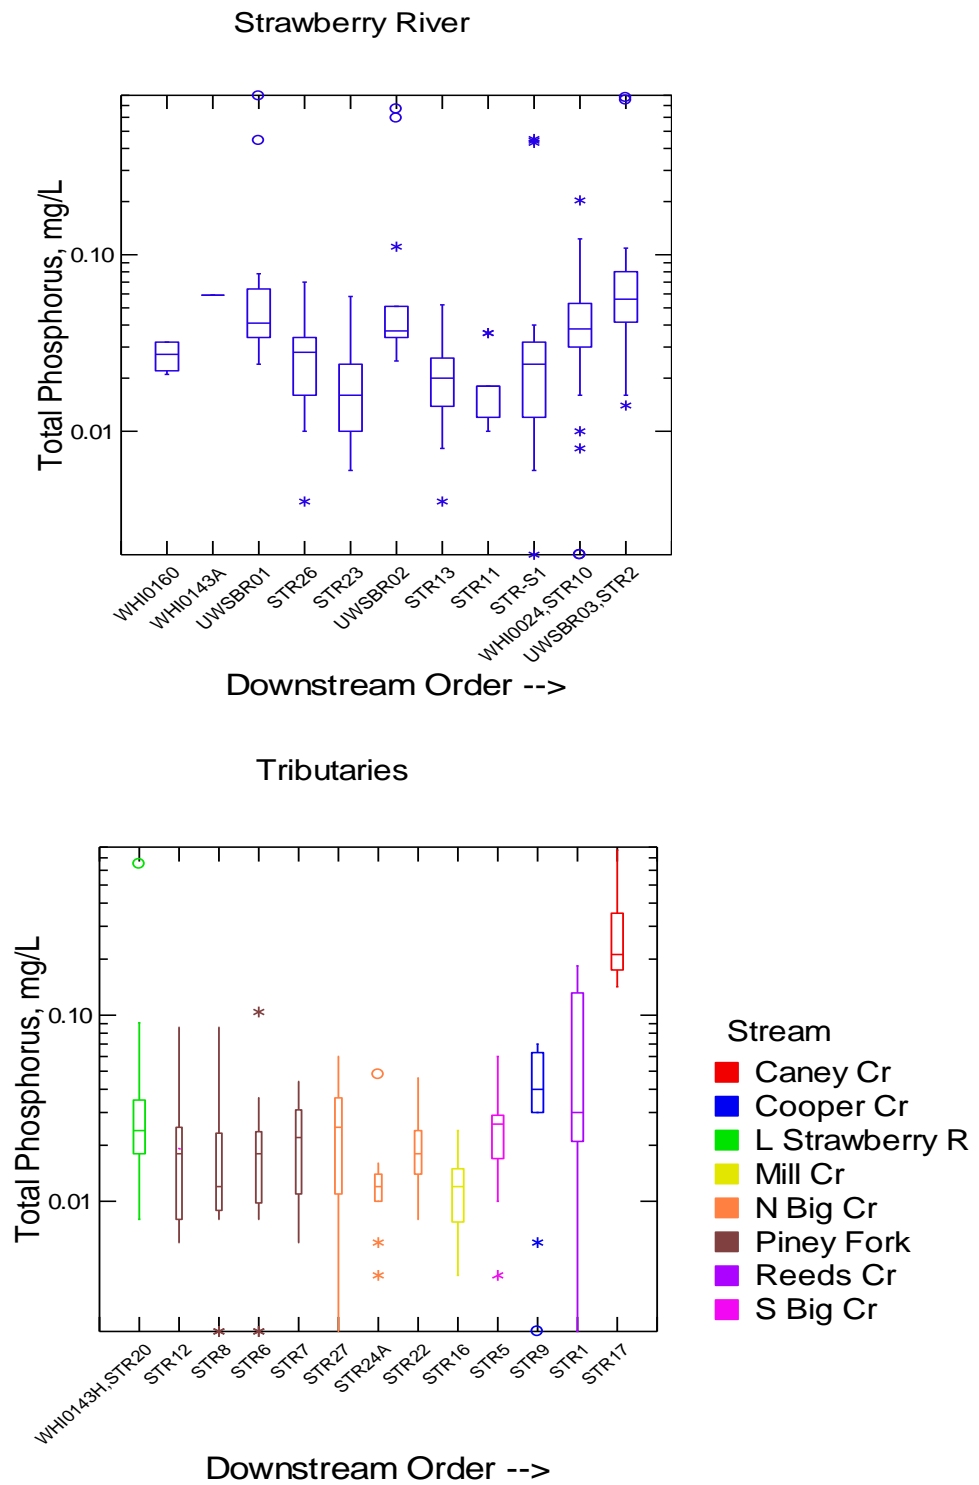 Strawberry River
Total Phosphorus, mg/L
0.10
0.01
WHI0160
WHI0143A
UWSBR01
STR26
STR23
UWSBR02
STR13
STR11
STR-S1
WHI0024,STR10
UWSBR03,STR2
Downstream Order -->
Tributaries
Total Phosphorus, mg/L
0.10
0.01
WHI0143H,STR20
STR12
STR8
STR6
STR7
STR27
STR24A
STR22
STR16
STR5
STR9
STR1
STR17
Downstream Order -->
Stream
Caney Cr
Cooper Cr
L Strawberry R
Mill Cr
N Big Cr
Piney Fork
Reeds Cr
S Big Cr